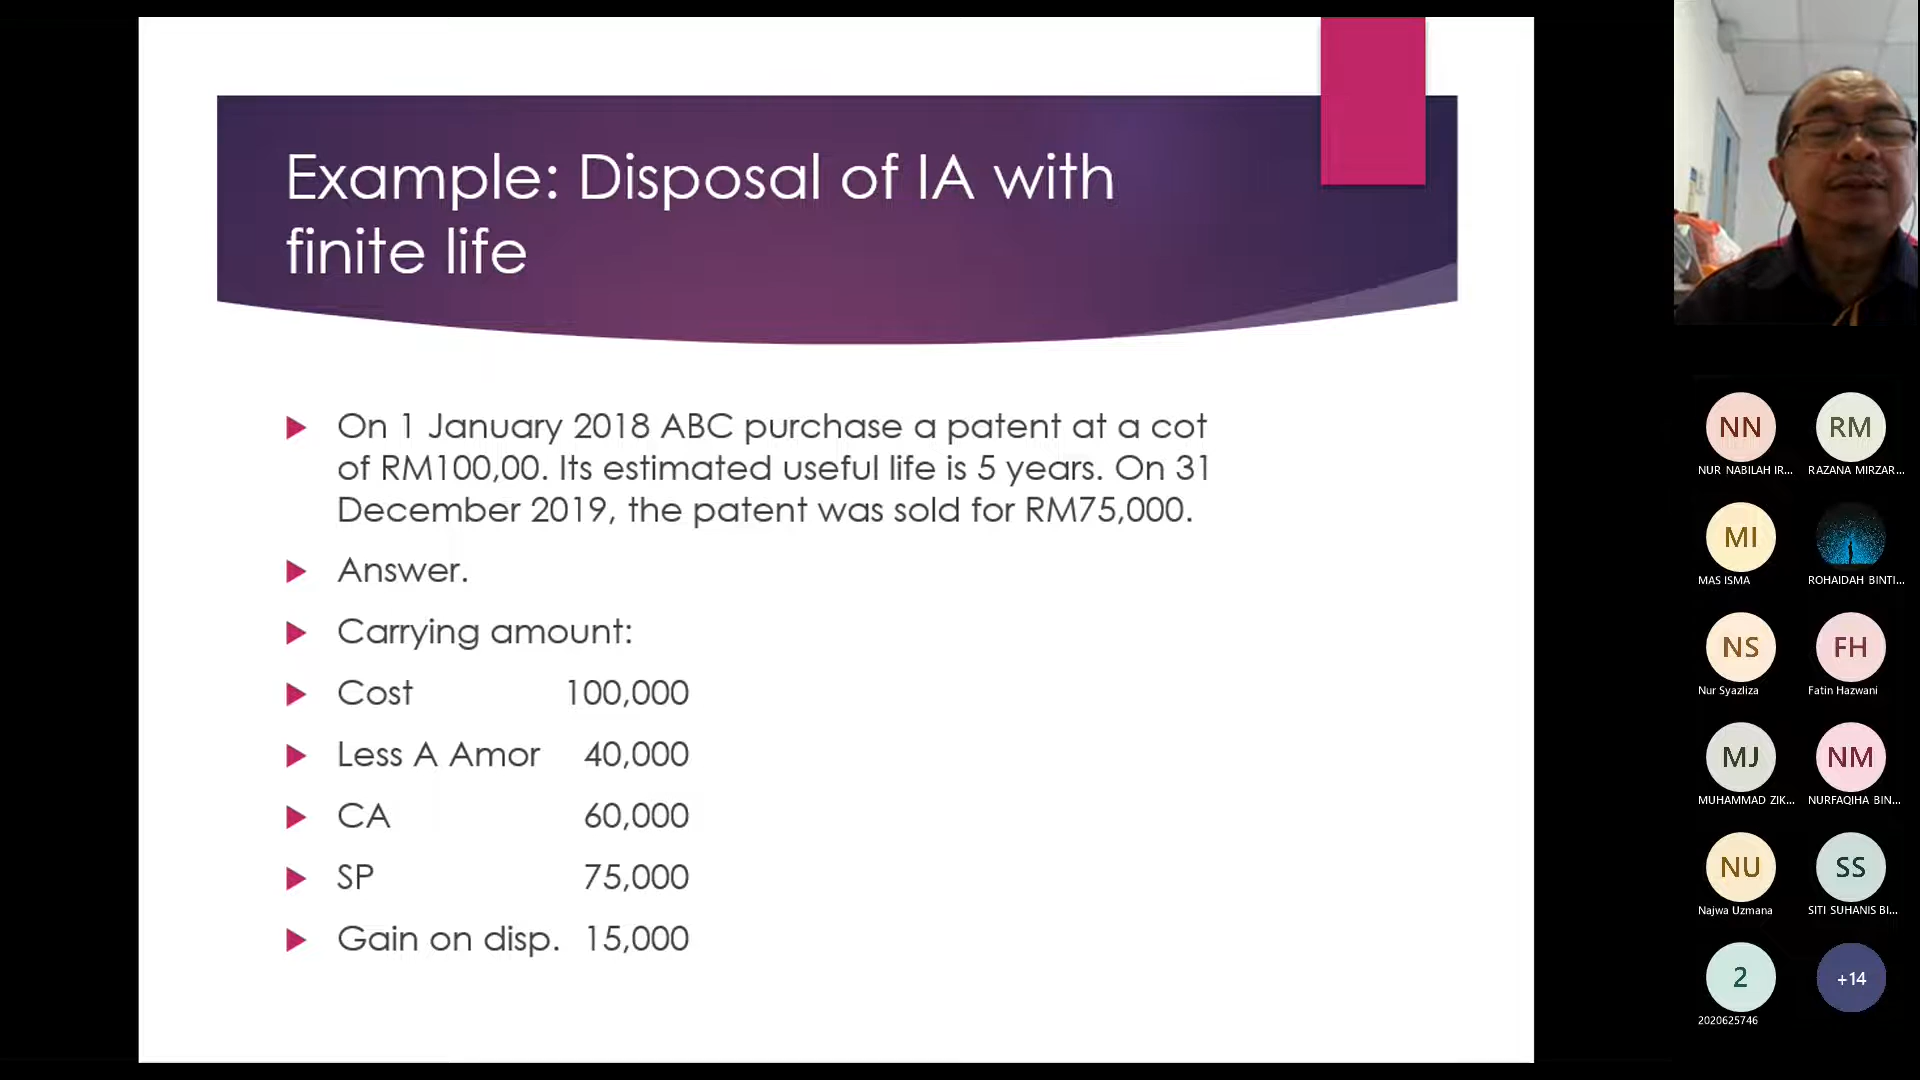 Example: Disposal of IA with
finite life
On 1 January 2018 ABC purchase a patent at a cot
of RM100,00. Its estimated useful life is 5 years. On 31
December 2019, the patent was sold for RM75,000.
Answer.
Carrying amount:
Cost 100,000
Less A Amor 40,000
CA 60,000
SP 75,000
Gain on disp. 15,000
NN RM
NUR NABILAH IR... RAZANA MIRZAR...
MI
MAS ISMA ROHAIDAH BINTI...
NS FH
Nur Syazliza Fatin Hazwani
MJ NM
MUHAMMAD ZIK... NURFAQIHA BIN...
NU SS
Najwa Uzmana SITI SUHANIS BI...
2 +14
2020625746